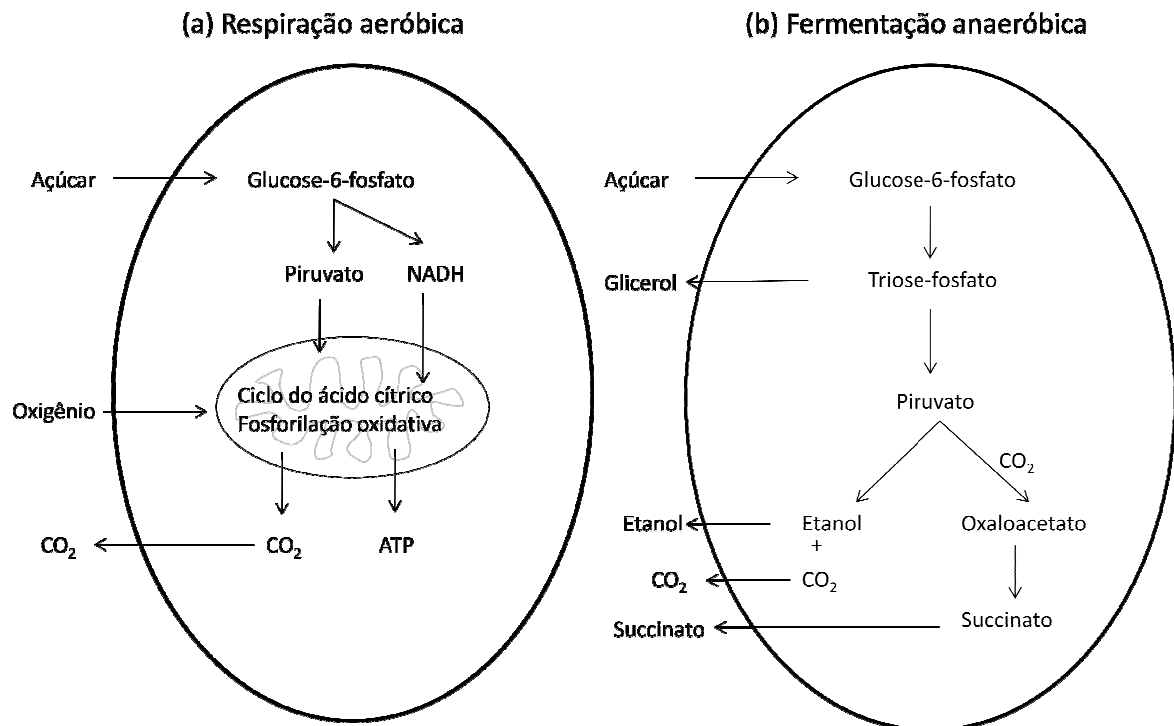 (a) Respiração aeróbica
Açúcar
Glucose-6-fosfato
Piruvato
NADH
Oxigênio
Ciclo do ácido cítrico
Fosforilação oxidativa
CO₂
CO₂
ATP
(b) Fermentação anaeróbica
Açúcar
Glucose-6-fosfato
Glicerol
Triose-fosfato
Piruvato
CO₂
Etanol
Etanol
Oxaloacetato
+
CO₂
CO₂
Succinato
Succinato